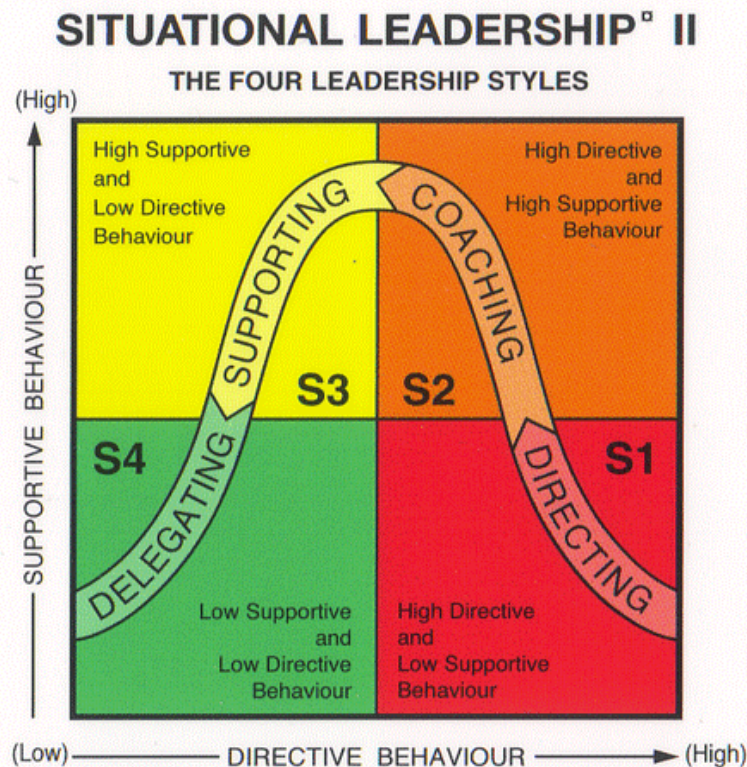 SITUATIONAL LEADERSHIP¤ II
THE FOUR LEADERSHIP STYLES
(High)
High Supportive
and
Low Directive
Behaviour
High Directive
and
High Supportive
Behaviour
SUPPORTING
COACHING
S3
S2
SUPPORTIVE BEHAVIOUR
S4
S1
DELEGATING
DIRECTING
Low Supportive
and
Low Directive
Behaviour
High Directive
and
Low Supportive
Behaviour
(Low)
DIRECTIVE BEHAVIOUR
(High)